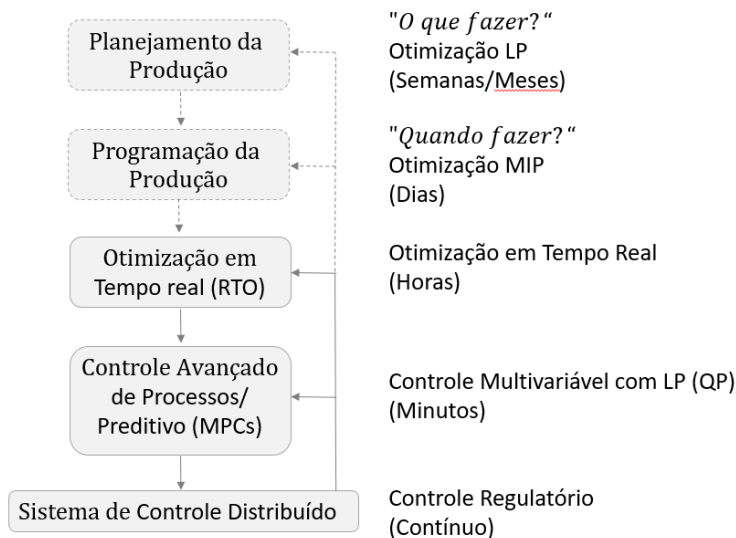 Planejamento da
Produção
"O que fazer?“
Otimização LP
(Semanas/Meses)
Programação da
Produção
"Quando fazer?“
Otimização MIP
(Dias)
Otimização em
Tempo real (RTO)
Otimização em Tempo Real
(Horas)
Controle Avançado
de Processos/
Preditivo (MPCs)
Controle Multivariável com LP (QP)
(Minutos)
Sistema de Controle Distribuído
Controle Regulatório
(Contínuo)